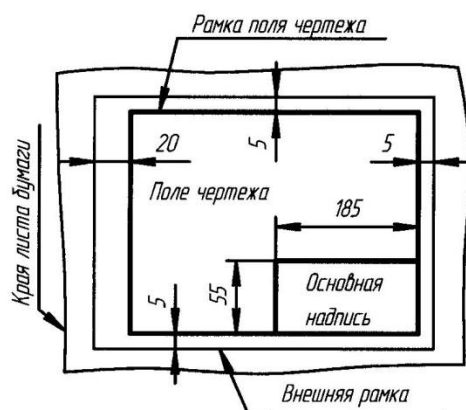 Рамка поля чертежа
5
20
5
Поле чертежа
185
Края листа бумаги
55
Основная
надпись
5
Внешняя рамка